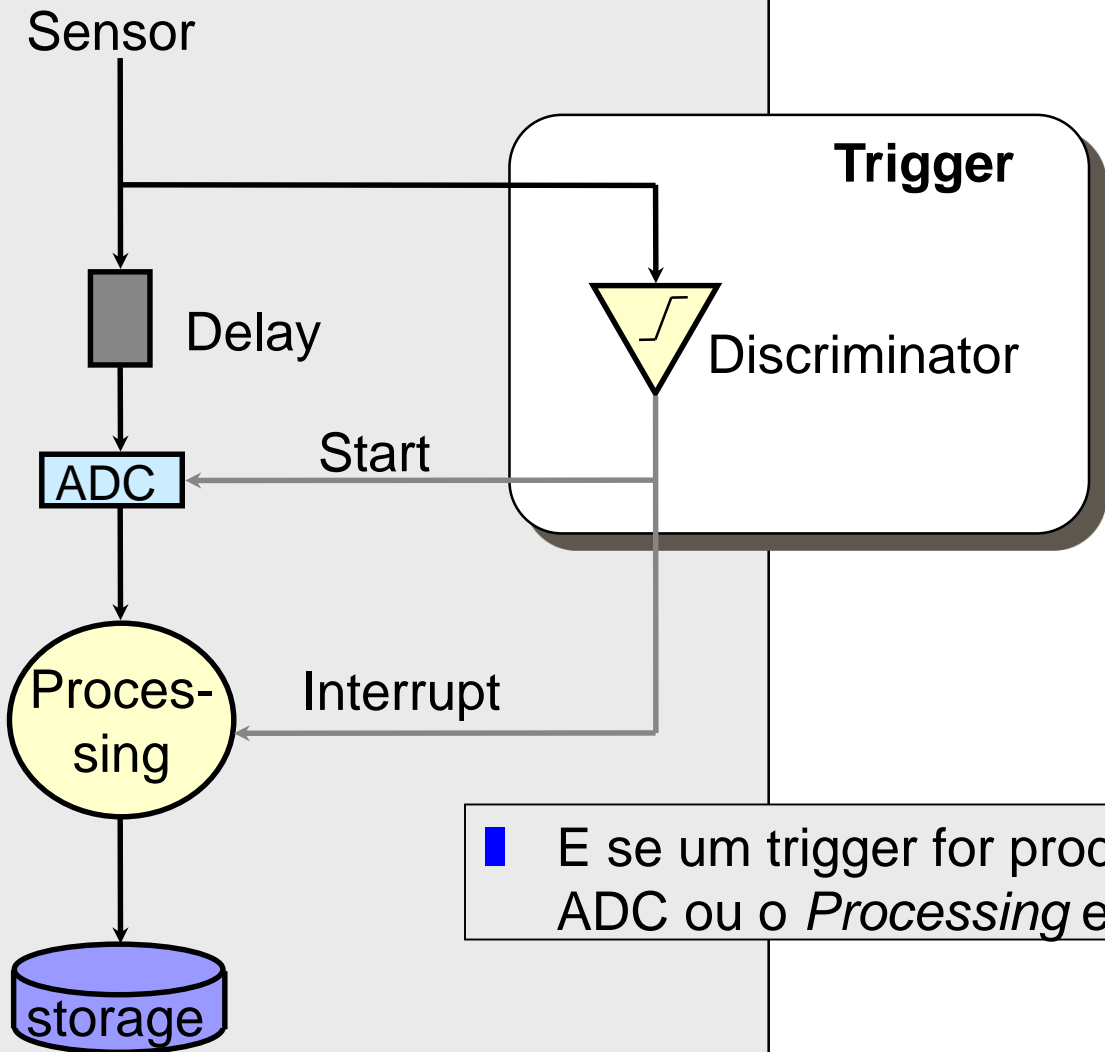 Sensor
Trigger
Delay
Discriminator
Start
ADC
Proces-
sing
Interrupt
E se um trigger for proc
ADC ou o Processing e
storage